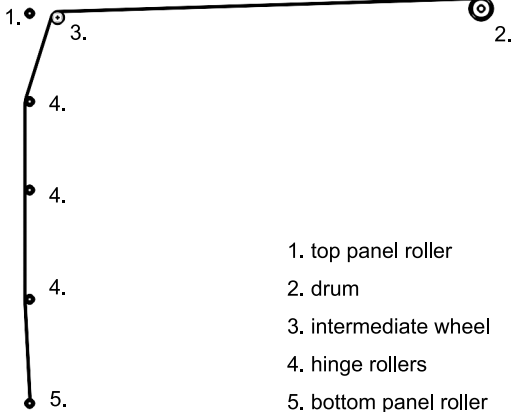 1.
3.
2.
4.
4.
4.
5.
1. top panel roller
2. drum
3. intermediate wheel
4. hinge rollers
5. bottom panel roller